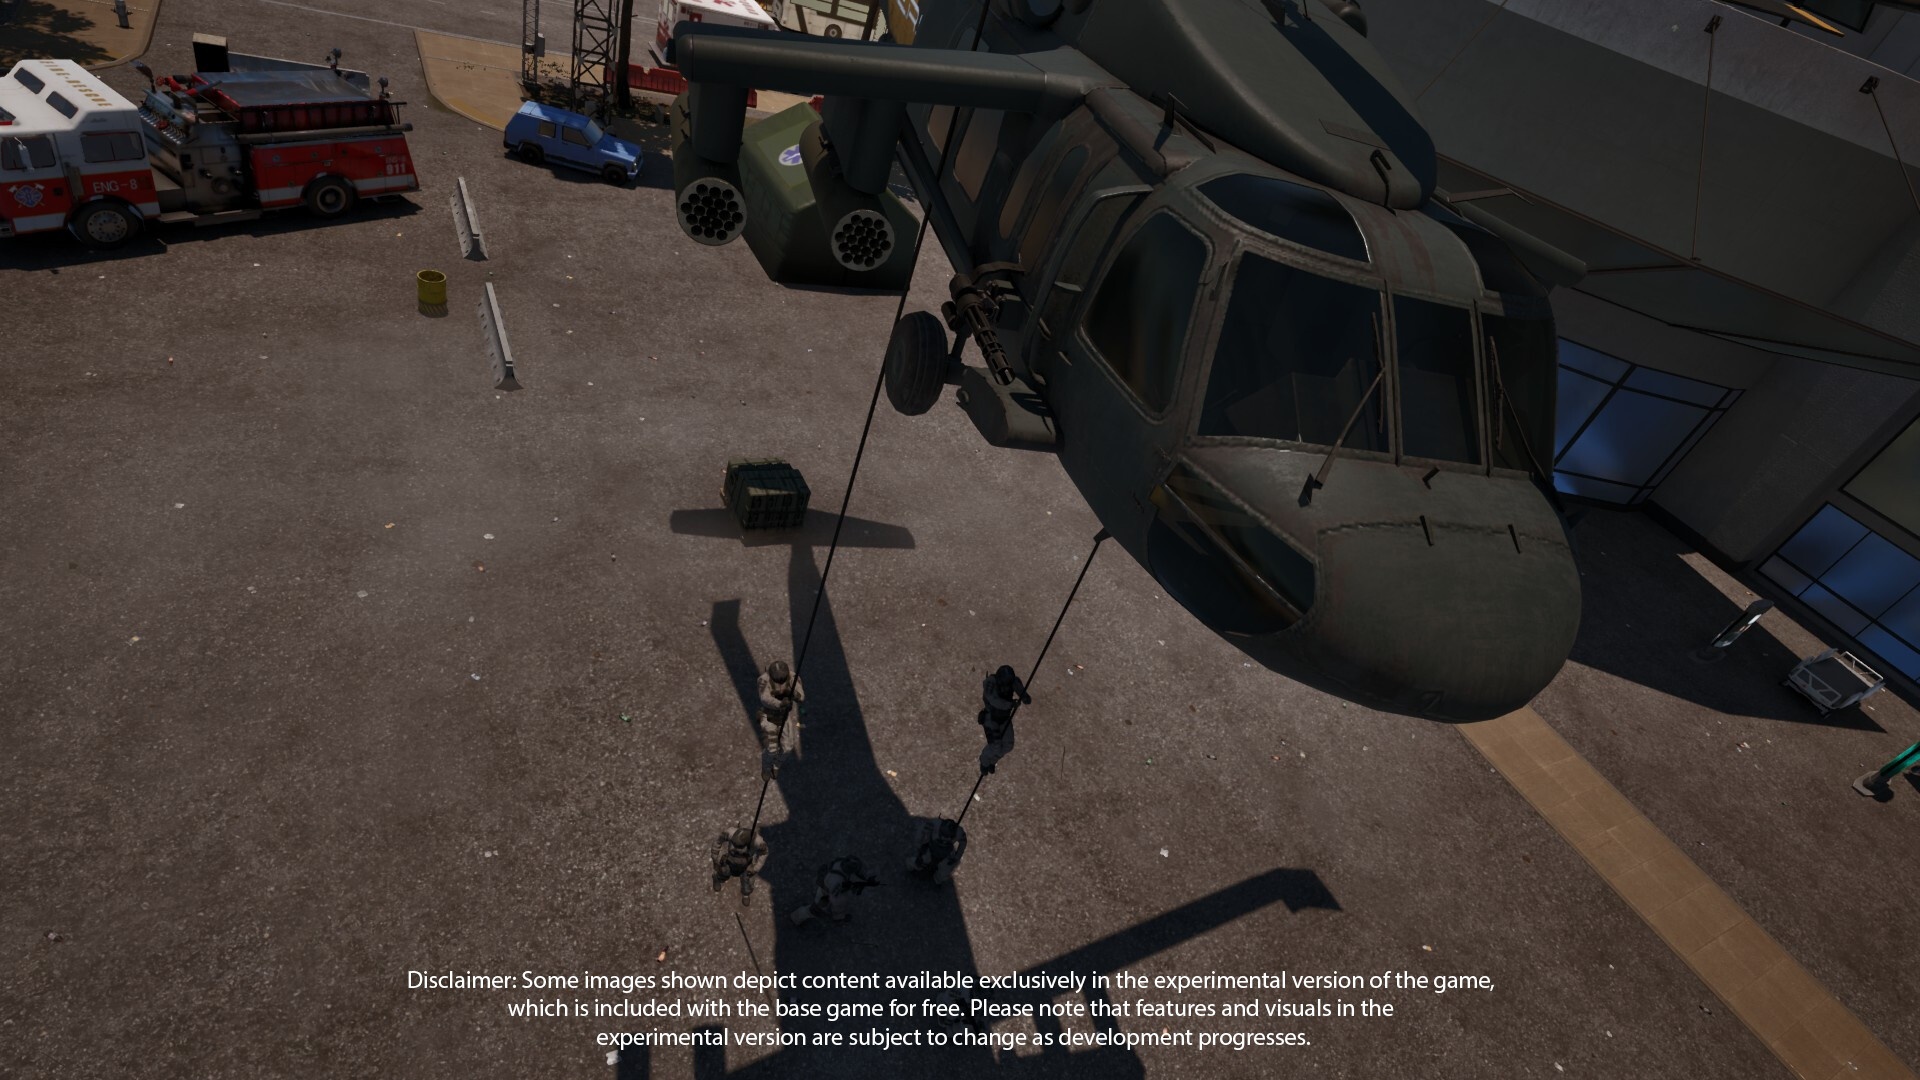 ENG-8
911
Disclaimer: Some images shown depict content available exclusively in the experimental version of the game,
which is included with the base game for free. Please note that features and visuals in the
experimental version are subject to change as development progresses.